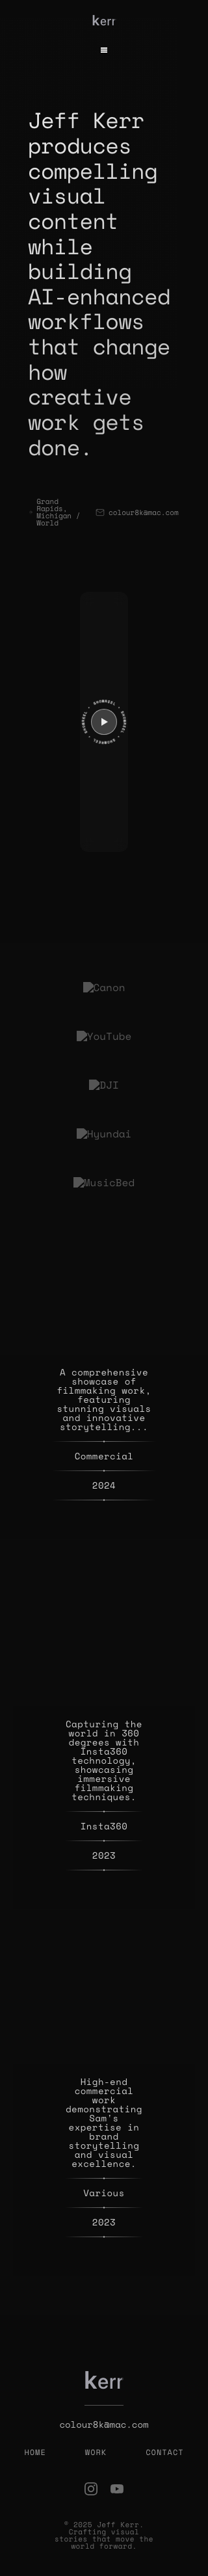 kerr
Jeff Kerr
produces
compelling
visual
content
while
building
AI-enhanced
workflows
that change
how
creative
work gets
done.
Grand
Rapids,
Michigan /
World
colour8k@mac.com
SHOWREEL • SHOWREEL • SHOWREEL • SHOWREEL •
Canon
YouTube
DJI
Hyundai
MusicBed
A comprehensive
showcase of
filmmaking work,
featuring
stunning visuals
and innovative
storytelling...
Commercial
2024
Capturing the
world in 360
degrees with
Insta360
technology,
showcasing
immersive
filmmaking
techniques.
Insta360
2023
High-end
commercial
work
demonstrating
Sam's
expertise in
brand
storytelling
and visual
excellence.
Various
2023
kerr
colour8k@mac.com
HOME WORK CONTACT
© 2025 Jeff Kerr.
Crafting visual
stories that move the
world forward.